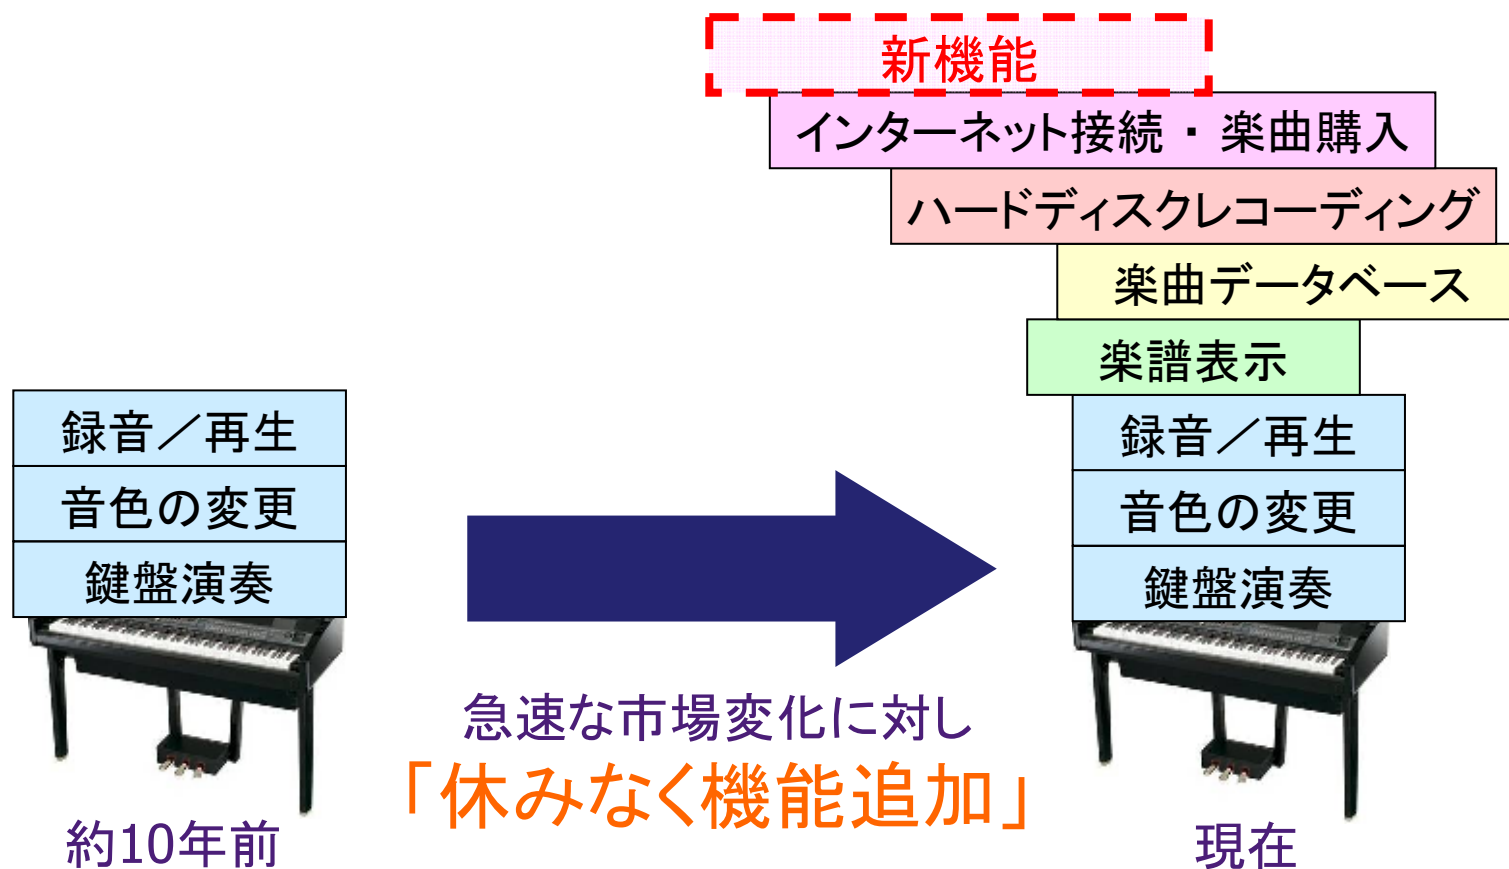 新機能
インターネット接続・楽曲購入
ハードディスクレコーディング
楽曲データベース
楽譜表示
録音／再生
音色の変更
鍵盤演奏
録音／再生
音色の変更
鍵盤演奏
急速な市場変化に対し
「休みなく機能追加」
約10年前
現在